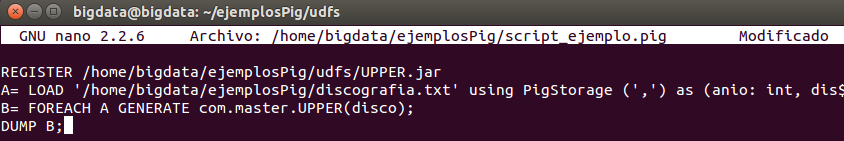 bigdata@bigdata: ~/ejemplosPig/udfs
GNU nano 2.2.6 Archivo: /home/bigdata/ejemplosPig/script_ejemplo.pig Modificado
REGISTER /home/bigdata/ejemplosPig/udfs/UPPER.jar
A= LOAD '/home/bigdata/ejemplosPig/discografia.txt' using PigStorage (',') as (anio: int, dis$
B= FOREACH A GENERATE com.master.UPPER(disco);
DUMP B;